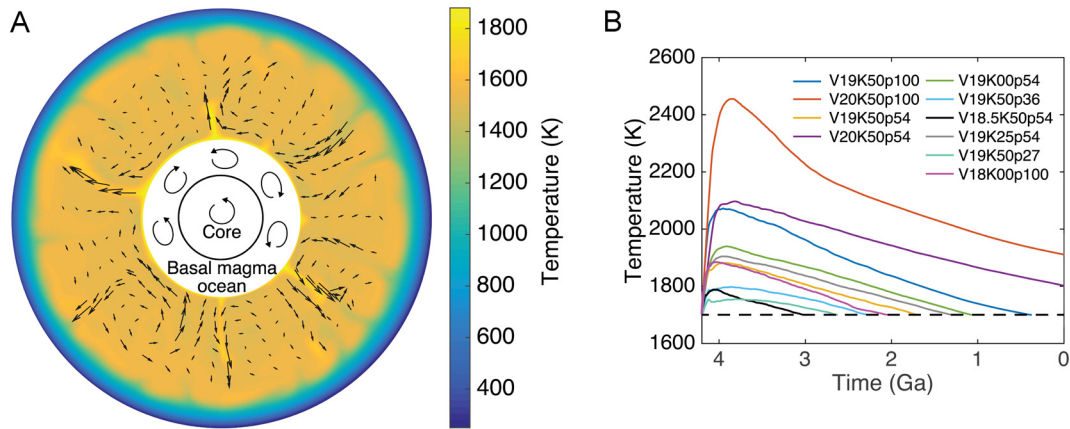 A
Core
Basal magma
ocean
1800
1600
1400
1200
1000
800
600
400
Temperature (K)
B
2600
2400
2200
2000
1800
1600
Temperature (K)
V19K50p100
V20K50p100
V19K50p54
V20K50p54
V19K00p54
V19K50p36
V18.5K50p54
V19K25p54
V19K50p27
V18K00p100
4
3
2
1
0
Time (Ga)